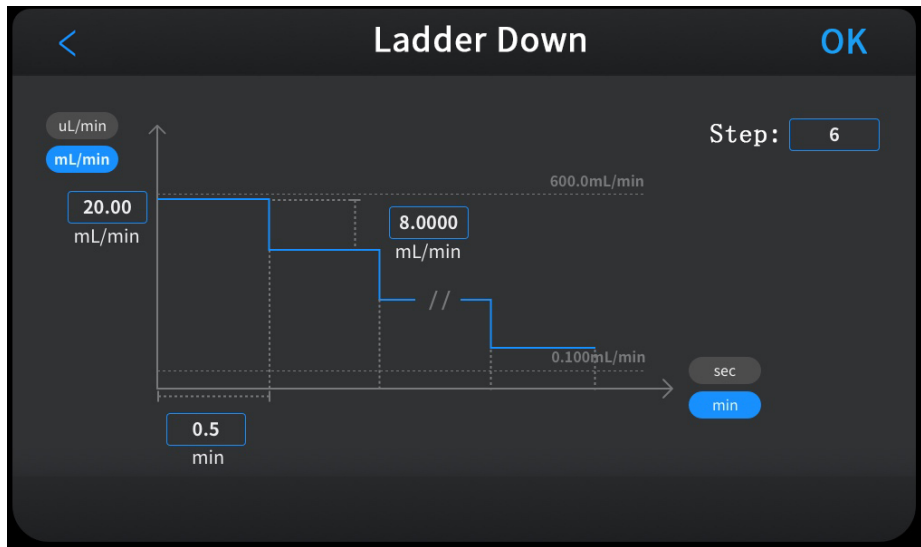 < Ladder Down OK
uL/min
mL/min
Step: 6
600.0mL/min
20.00
mL/min
8.0000
mL/min
//
0.100mL/min
sec
min
0.5
min